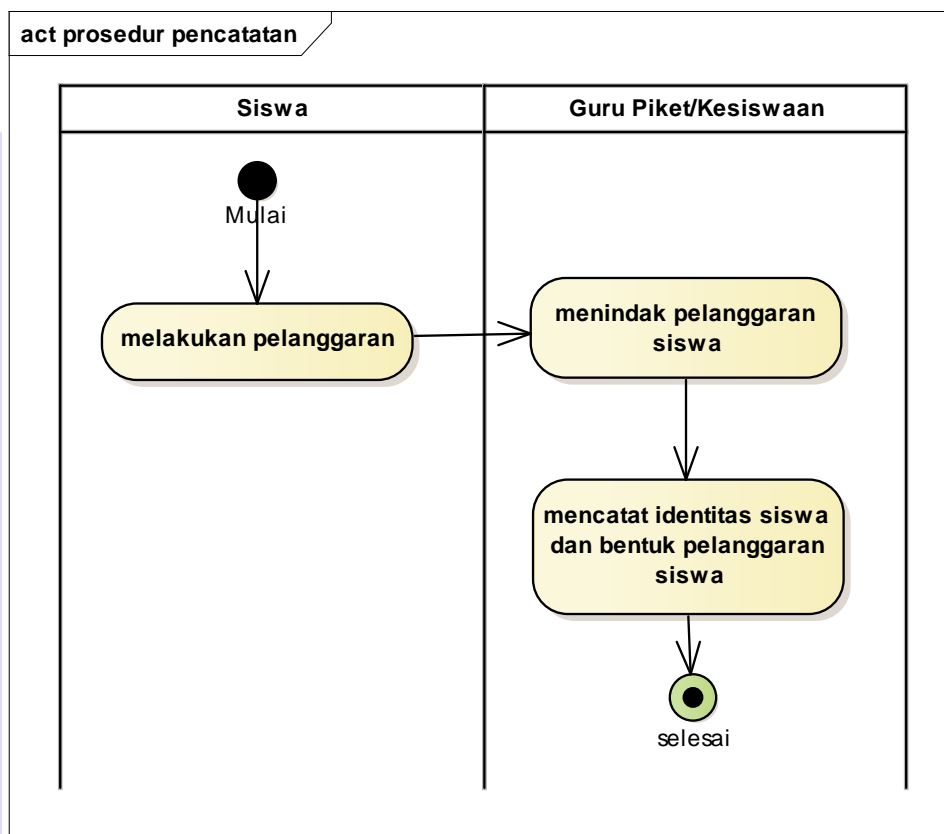 act prosedur pencatatan
Siswa
Guru Piket/Kesiswaan
Mulai
melakukan pelanggaran
menindak pelanggaran
siswa
mencatat identitas siswa
dan bentuk pelanggaran
siswa
selesai